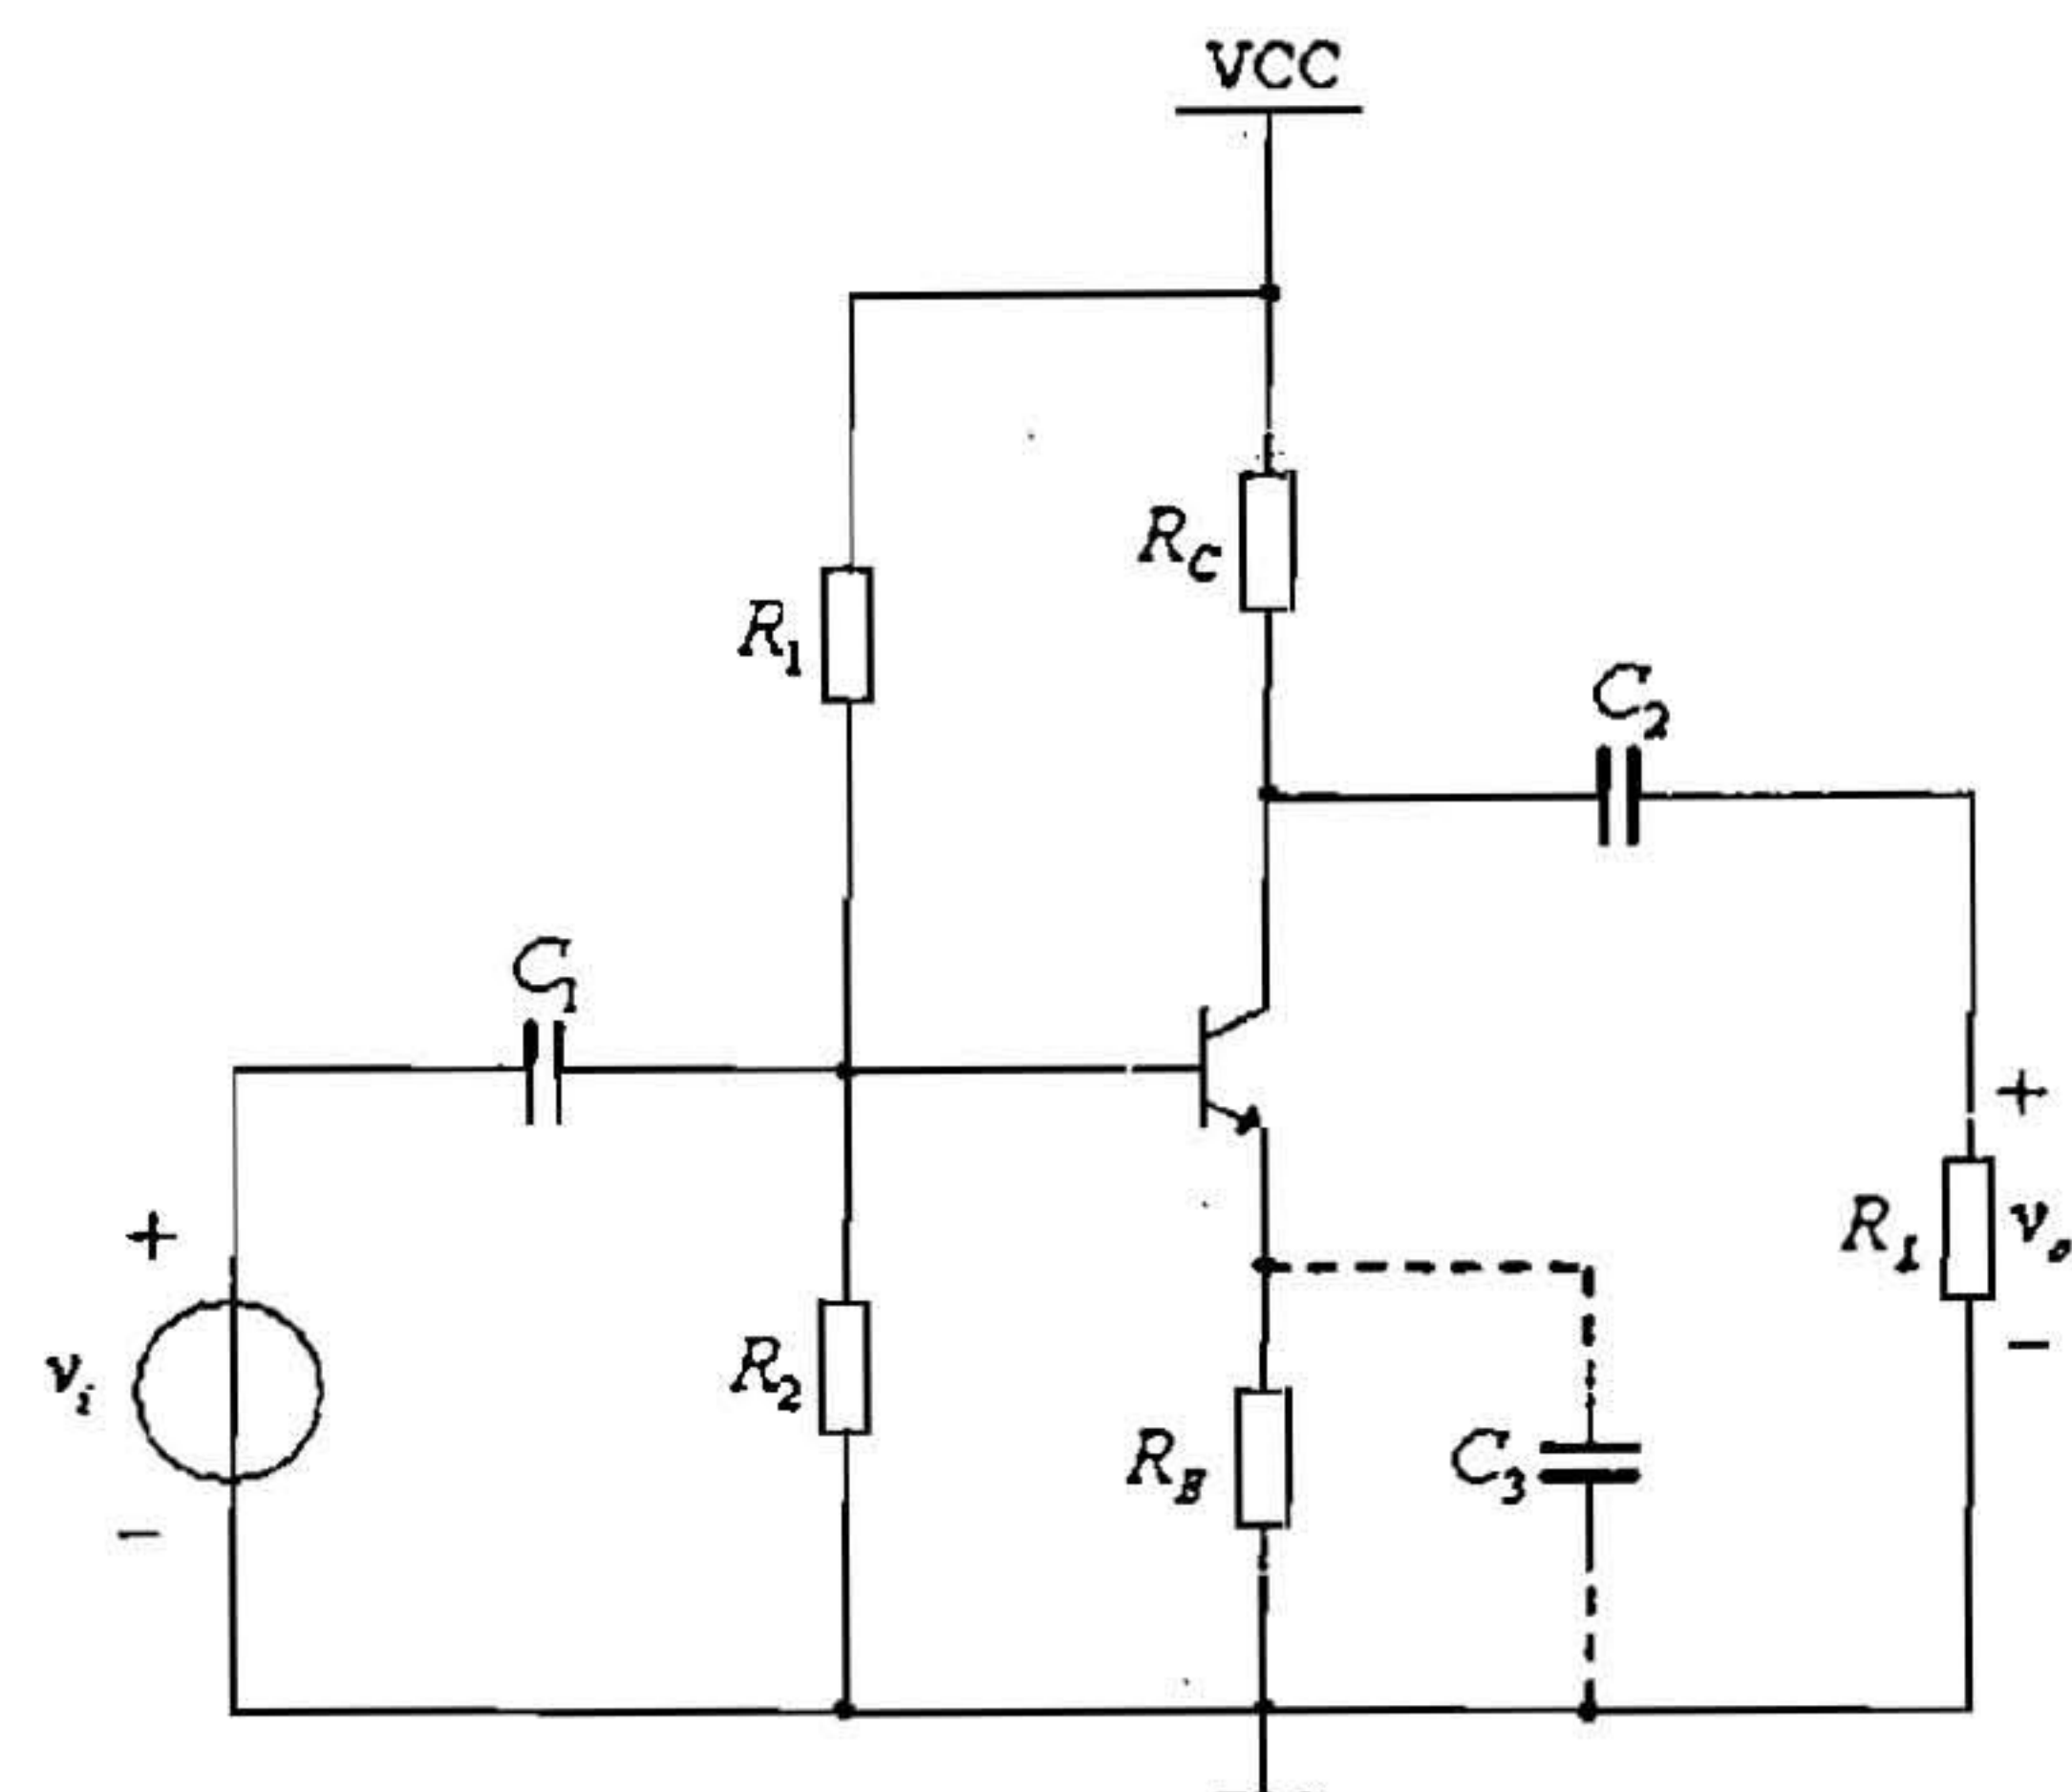 VCC
R_C
R_1
C_2
C_1
+
+
R_L
v_o
v_i
R_2
−
R_E
C_3
−